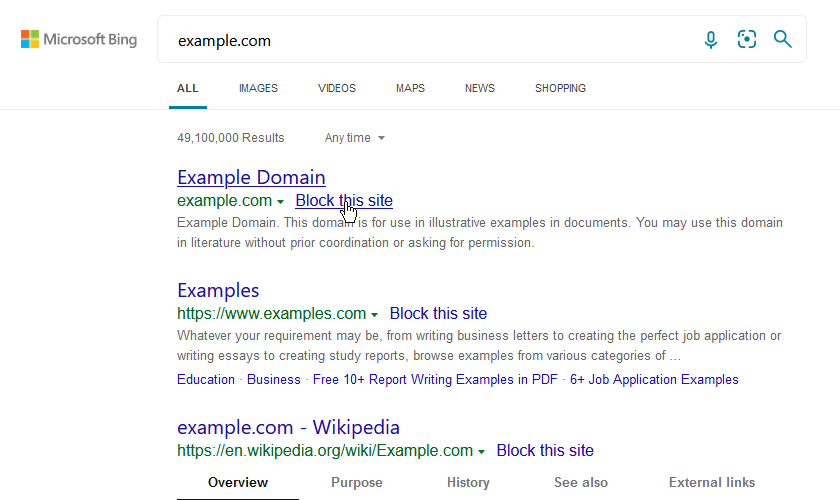 Microsoft Bing
example.com
ALL IMAGES VIDEOS MAPS NEWS SHOPPING
49,100,000 Results Any time
Example Domain
example.com Block this site
Example Domain. This domain is for use in illustrative examples in documents. You may use this domain
in literature without prior coordination or asking for permission.
Examples
https://www.examples.com Block this site
Whatever your requirement may be, from writing business letters to creating the perfect job application or
writing essays to creating study reports, browse examples from various categories of ...
Education · Business · Free 10+ Report Writing Examples in PDF · 6+ Job Application Examples
example.com - Wikipedia
https://en.wikipedia.org/wiki/Example.com Block this site
Overview Purpose History See also External links